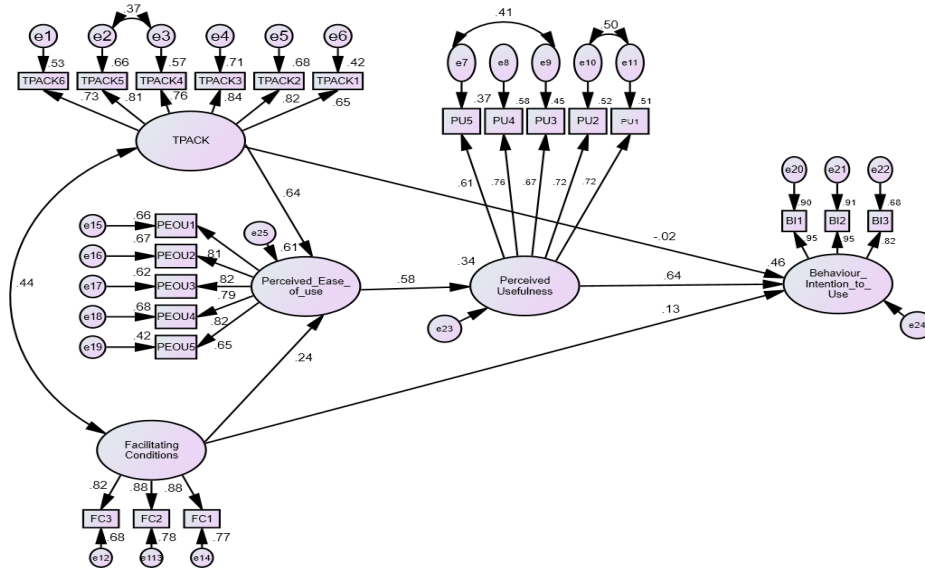 .37
.41
.50
e1
e2
e3
e4
e5
e6
.53
.66
.57
.71
.68
.42
TPACK6
TPACK5
TPACK4
TPACK3
TPACK2
TPACK1
.73
.81
.76
.84
.82
.65
TPACK
e7
e8
e9
e10
e11
.37
.58
.45
.52
.51
PU5
PU4
PU3
PU2
PU1
.61
.76
.67
.72
.72
e20
e21
e22
.90
.91
.68
BI1
BI2
BI3
.95
.95
.82
.64
-.02
.44
e15
.66
PEOU1
e16
.67
PEOU2
.81
e17
.62
PEOU3
.82
e18
.68
PEOU4
.79
e19
.42
PEOU5
.82
.65
e25
.61
Perceived_Ease_
of_use
.58
.34
Perceived
Usefulness
e23
.64
.46
Behaviour_
Intention_to_
Use
e24
.13
.24
Facilitating
Conditions
.82
.88
.88
FC3
FC2
FC1
.68
.78
.77
e12
e113
e14